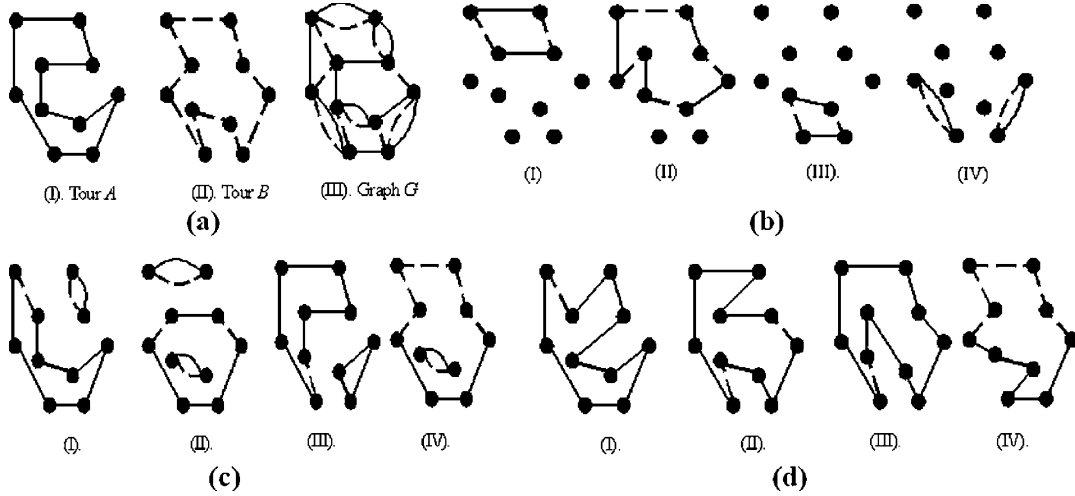 (I). Tour A (II). Tour B (III). Graph G
(a)
(I) (II) (III). (IV)
(b)
(I). (II). (III). (IV).
(c)
(I). (II). (III). (IV).
(d)